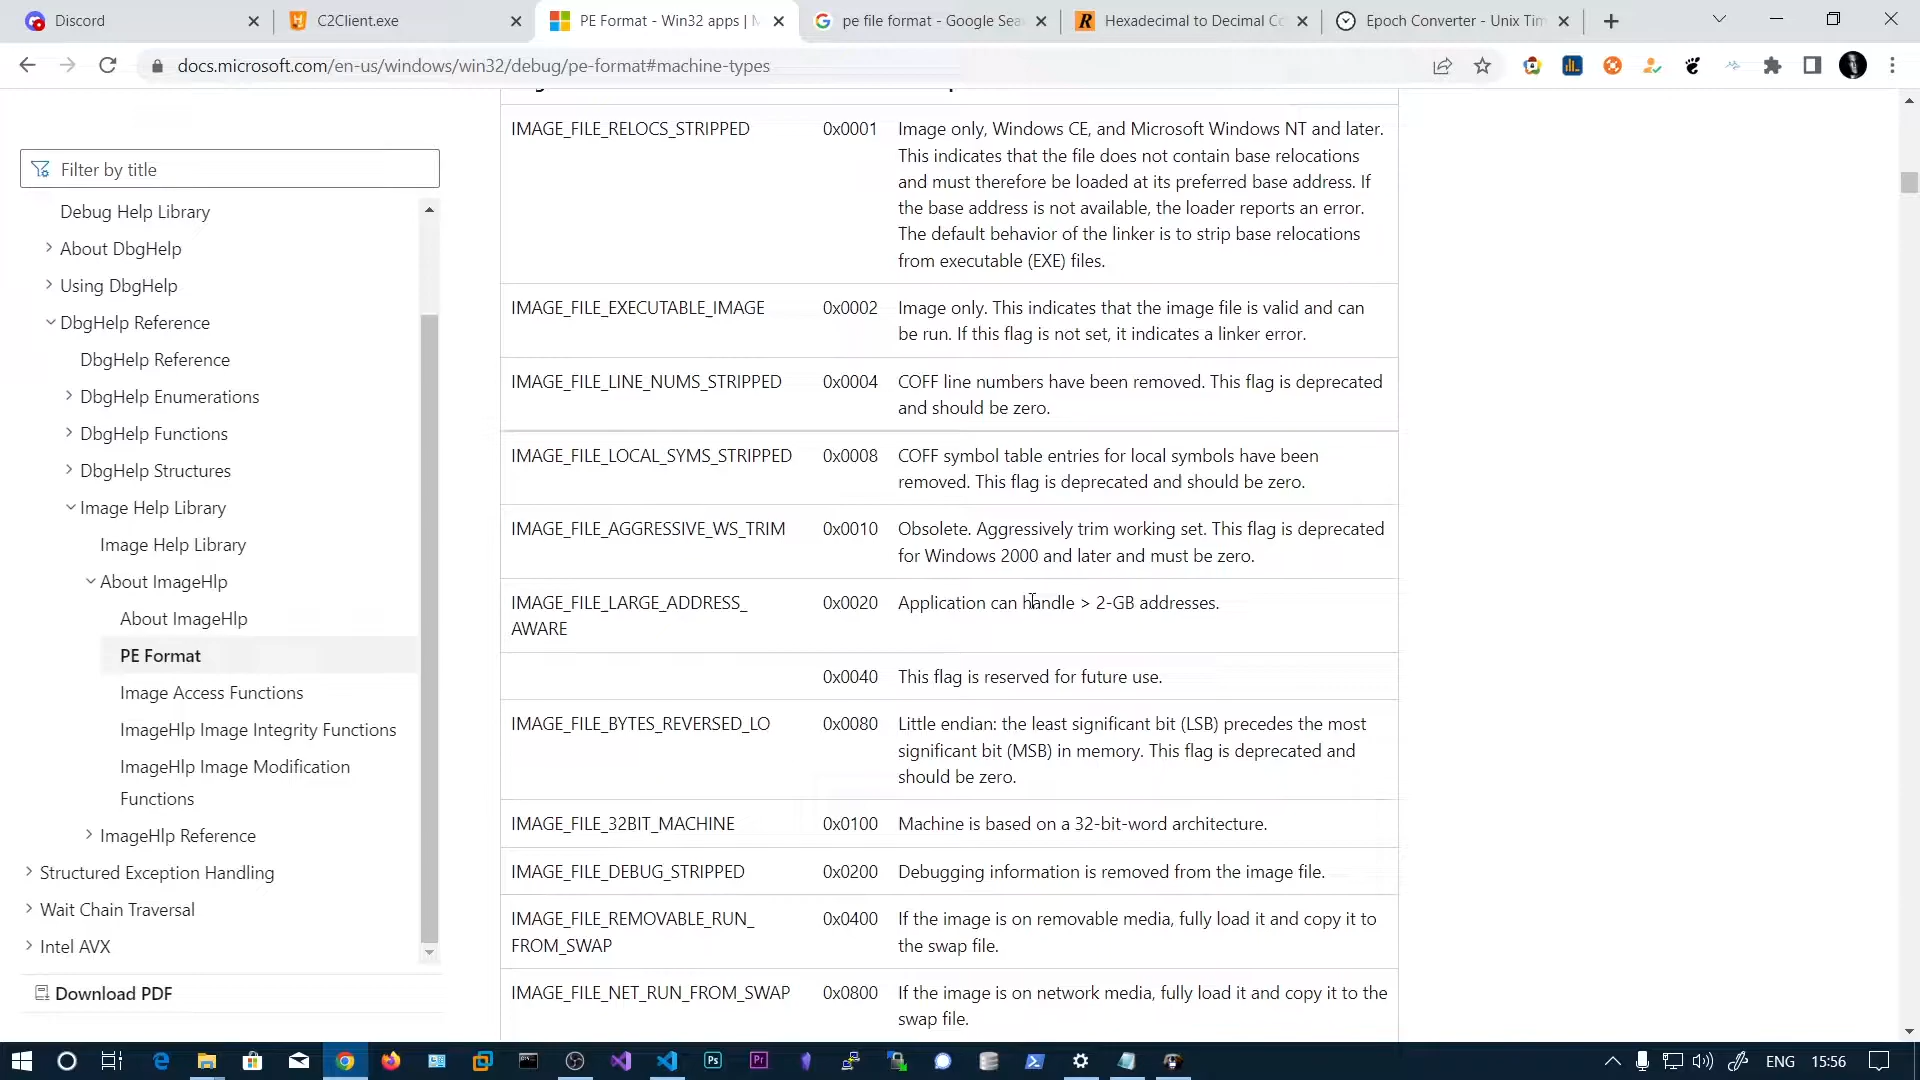 Discord
C2Client.exe
PE Format - Win32 apps | M
pe file format - Google Sea
Hexadecimal to Decimal Co
Epoch Converter - Unix Tim
docs.microsoft.com/en-us/windows/win32/debug/pe-format#machine-types
Filter by title
Debug Help Library
About DbgHelp
Using DbgHelp
DbgHelp Reference
DbgHelp Reference
DbgHelp Enumerations
DbgHelp Functions
DbgHelp Structures
Image Help Library
Image Help Library
About ImageHlp
About ImageHlp
PE Format
Image Access Functions
ImageHlp Image Integrity Functions
ImageHlp Image Modification
Functions
ImageHlp Reference
Structured Exception Handling
Wait Chain Traversal
Intel AVX
Download PDF
IMAGE_FILE_RELOCS_STRIPPED 0x0001 Image only, Windows CE, and Microsoft Windows NT and later.
This indicates that the file does not contain base relocations
and must therefore be loaded at its preferred base address. If
the base address is not available, the loader reports an error.
The default behavior of the linker is to strip base relocations
from executable (EXE) files.
IMAGE_FILE_EXECUTABLE_IMAGE 0x0002 Image only. This indicates that the image file is valid and can
be run. If this flag is not set, it indicates a linker error.
IMAGE_FILE_LINE_NUMS_STRIPPED 0x0004 COFF line numbers have been removed. This flag is deprecated
and should be zero.
IMAGE_FILE_LOCAL_SYMS_STRIPPED 0x0008 COFF symbol table entries for local symbols have been
removed. This flag is deprecated and should be zero.
IMAGE_FILE_AGGRESSIVE_WS_TRIM 0x0010 Obsolete. Aggressively trim working set. This flag is deprecated
for Windows 2000 and later and must be zero.
IMAGE_FILE_LARGE_ADDRESS_ 0x0020 Application can handle > 2-GB addresses.
AWARE
0x0040 This flag is reserved for future use.
IMAGE_FILE_BYTES_REVERSED_LO 0x0080 Little endian: the least significant bit (LSB) precedes the most
significant bit (MSB) in memory. This flag is deprecated and
should be zero.
IMAGE_FILE_32BIT_MACHINE 0x0100 Machine is based on a 32-bit-word architecture.
IMAGE_FILE_DEBUG_STRIPPED 0x0200 Debugging information is removed from the image file.
IMAGE_FILE_REMOVABLE_RUN_ 0x0400 If the image is on removable media, fully load it and copy it to
FROM_SWAP the swap file.
IMAGE_FILE_NET_RUN_FROM_SWAP 0x0800 If the image is on network media, fully load it and copy it to the
swap file.
Ps
Pr
ENG
15:56